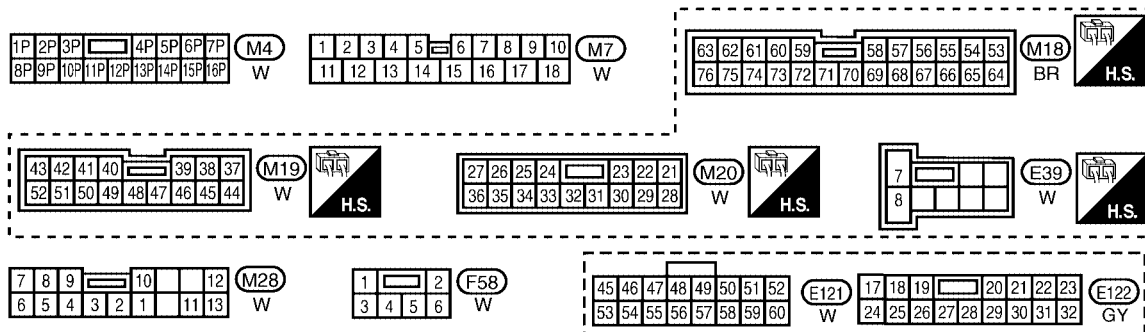 1P 2P 3P 4P 5P 6P 7P M4
8P 9P 10P 11P 12P 13P 14P 15P 16P W
1 2 3 4 5 6 7 8 9 10 M7
11 12 13 14 15 16 17 18 W
63 62 61 60 59 58 57 56 55 54 53 M18
76 75 74 73 72 71 70 69 68 67 66 65 64 BR
H.S.
43 42 41 40 39 38 37 M19
52 51 50 49 48 47 46 45 44 W
H.S.
27 26 25 24 23 22 21 M20
36 35 34 33 32 31 30 29 28 W
H.S.
7 E39
8 W
H.S.
7 8 9 10 12 M28
6 5 4 3 2 1 11 13 W
1 2 F58
3 4 5 6 W
45 46 47 48 49 50 51 52 E121
53 54 55 56 57 58 59 60 W
17 18 19 20 21 22 23 E122
24 25 26 27 28 29 30 31 32 GY